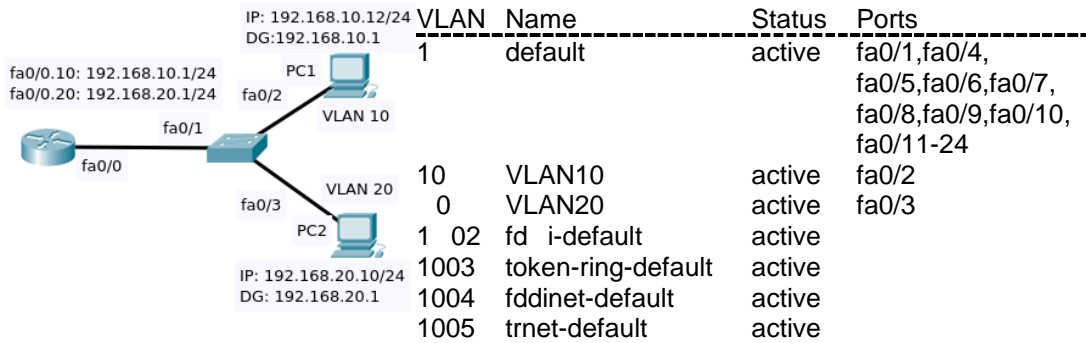 IP: 192.168.10.12/24
DG:192.168.10.1
fa0/0.10: 192.168.10.1/24
fa0/0.20: 192.168.20.1/24
PC1
fa0/2
VLAN 10
fa0/1
fa0/0
VLAN 20
fa0/3
PC2
IP: 192.168.20.10/24
DG: 192.168.20.1
VLAN Name Status Ports
1 default active fa0/1,fa0/4,
fa0/5,fa0/6,fa0/7,
fa0/8,fa0/9,fa0/10,
fa0/11-24
10 VLAN10 active fa0/2
0 VLAN20 active fa0/3
1 02 fd i-default active
1003 token-ring-default active
1004 fddinet-default active
1005 trnet-default active